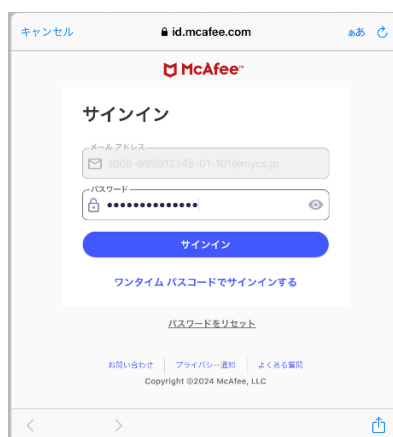 キャンセル id.mcafee.com ぁあ
McAfee™
サインイン
メール アドレス
t005-999912345-01-101@mycs.jp
パスワード
••••••••••••••
サインイン
ワンタイム パスコードでサインインする
パスワードをリセット
お問い合わせ プライバシー通知 よくある質問
Copyright ©2024 McAfee, LLC